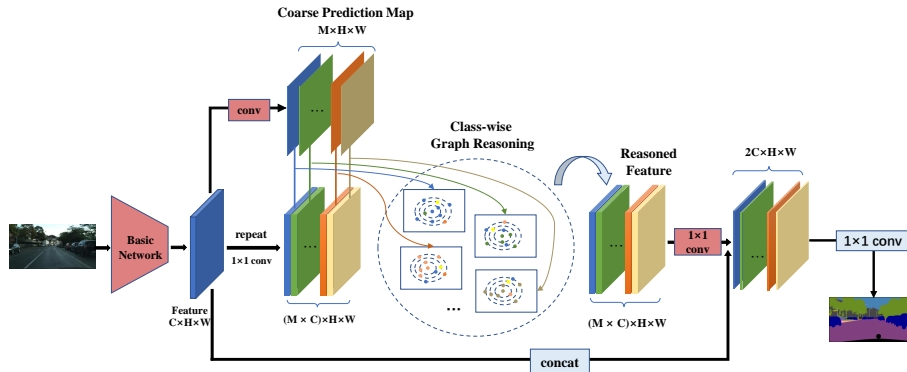 Coarse Prediction Map
M×H×W
conv
...
Class-wise
Graph Reasoning
Reasoned
Feature
2C×H×W
Basic
Network
repeat
1×1 conv
...
...
1×1
conv
...
1×1 conv
Feature
C×H×W
(M × C)×H×W
...
(M × C)×H×W
concat